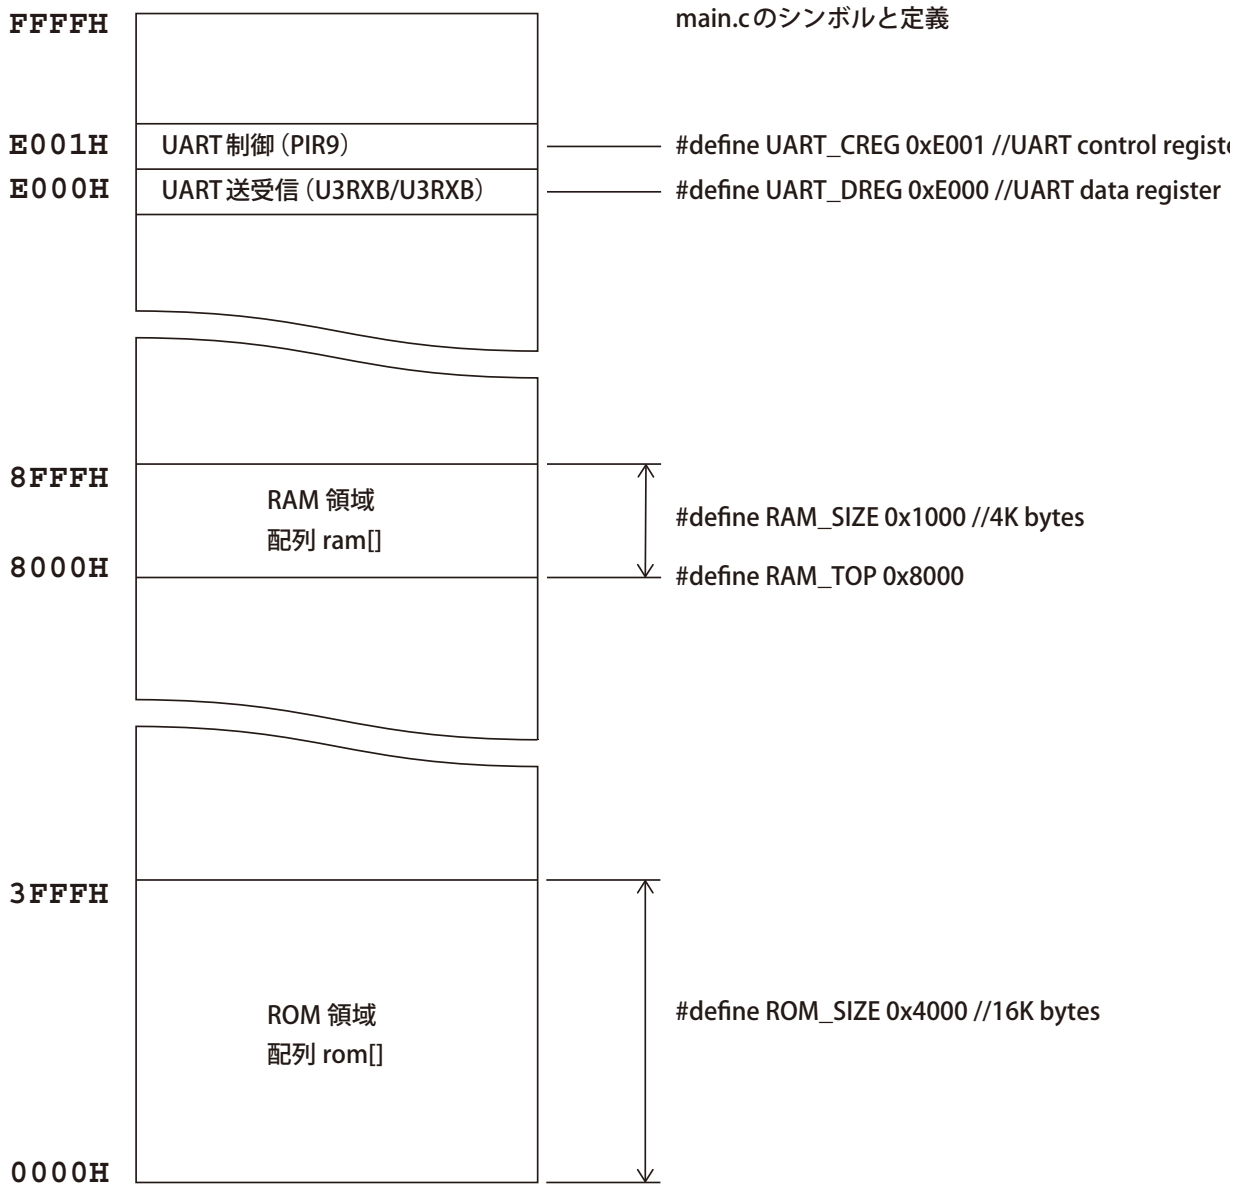 FFFFH
main.cのシンボルと定義
E001H UART制御（PIR9） #define UART_CREG 0xE001 //UART control
E000H UART送受信（U3RXB/U3RXB） #define UART_DREG 0xE000 //UART data register
8FFFH
RAM 領域
配列 ram[]
#define RAM_SIZE 0x1000 //4K bytes
8000H
#define RAM_TOP 0x8000
3FFFH
ROM 領域
配列 rom[]
#define ROM_SIZE 0x4000 //16K bytes
0000H